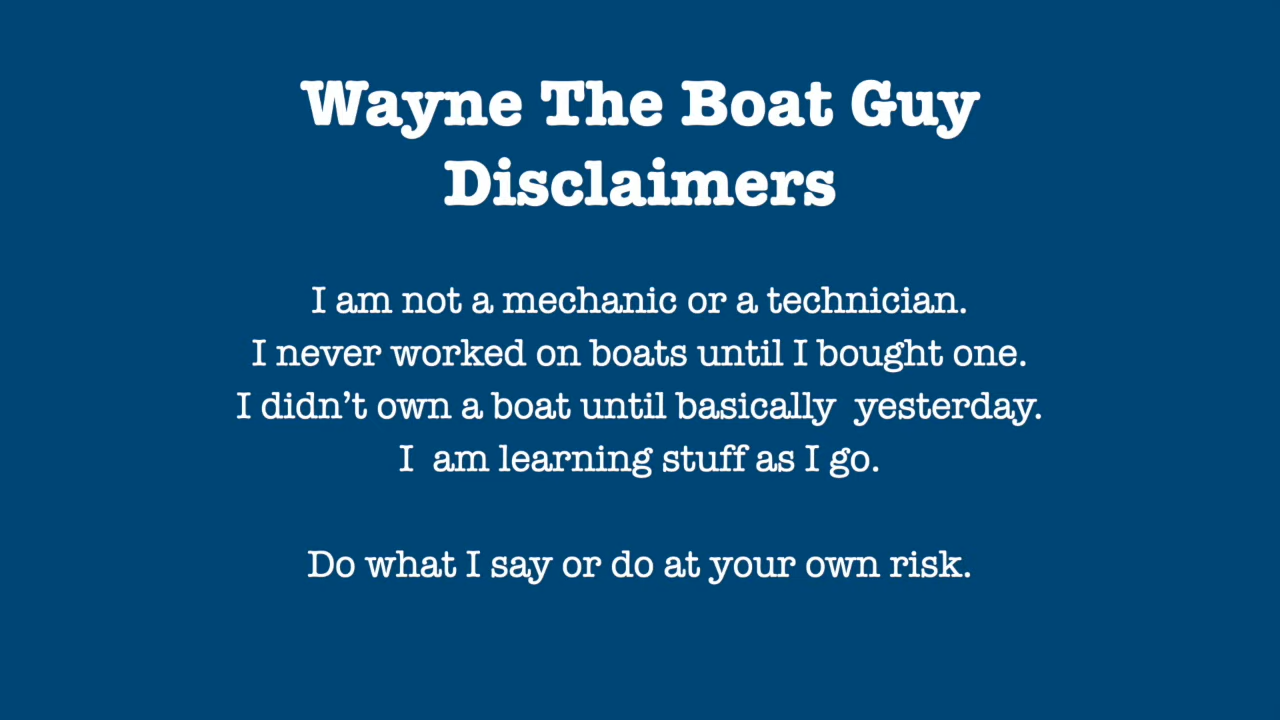 Wayne The Boat Guy
Disclaimers
I am not a mechanic or a technician.
I never worked on boats until I bought one.
I didn’t own a boat until basically  yesterday.
I  am learning stuff as I go.
Do what I say or do at your own risk.